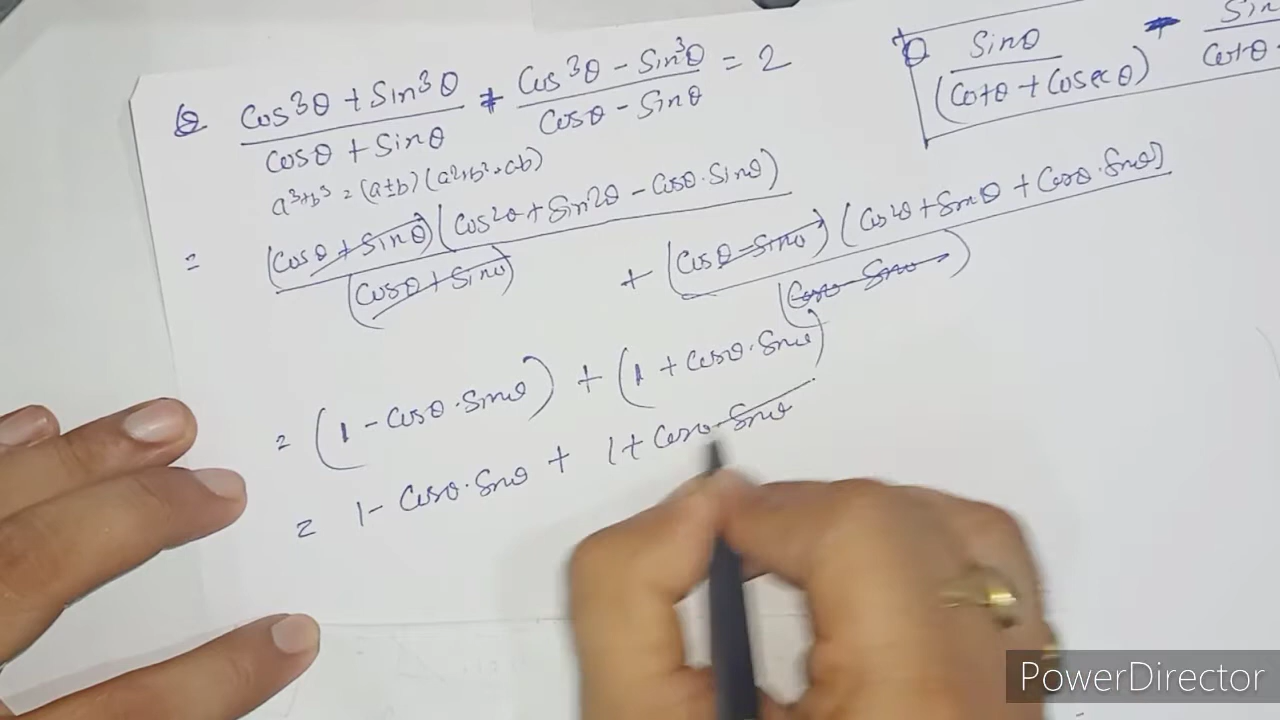 Q cos³θ + sin³θ / cosθ + sinθ + cos³θ - sin³θ / cosθ - sinθ = 2
a³±b³ = (a±b)(a²+b²∓ab)
= (cosθ + sinθ)(cos²θ + sin²θ - cosθ·sinθ) / (cosθ + sinθ) + (cosθ - sinθ)(cos²θ + sin²θ + cosθ·sinθ) / (cosθ - sinθ)
= (1 - cosθ·sinθ) + (1 + cosθ·sinθ)
= 1 - cosθ·sinθ + 1 + cosθ·sinθ
Q sinθ / (cotθ + cosecθ) - sin / cotθ
PowerDirector